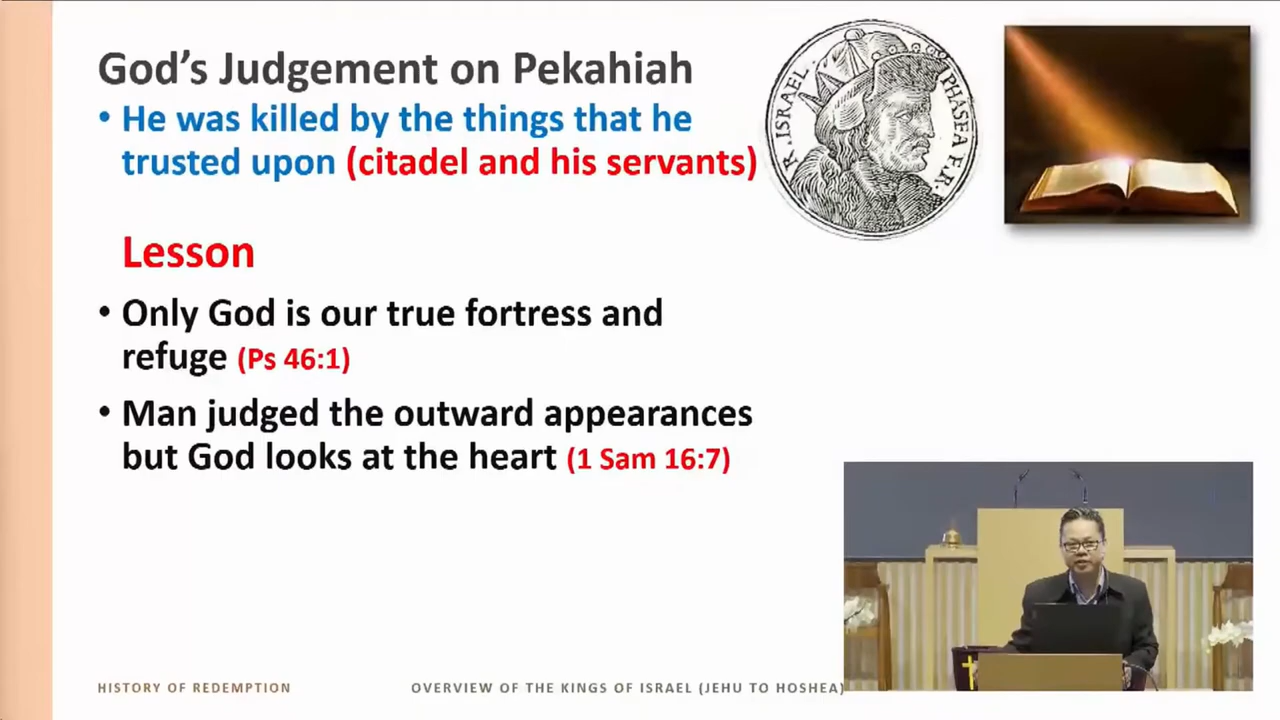 God's Judgement on Pekahiah
• He was killed by the things that he
trusted upon (citadel and his servants)
Lesson
• Only God is our true fortress and
refuge (Ps 46:1)
• Man judged the outward appearances
but God looks at the heart (1 Sam 16:7)
R. ISRAEL. PHASEA F.R.
HISTORY OF REDEMPTION
OVERVIEW OF THE KINGS OF ISRAEL (JEHU TO HOSHEA)